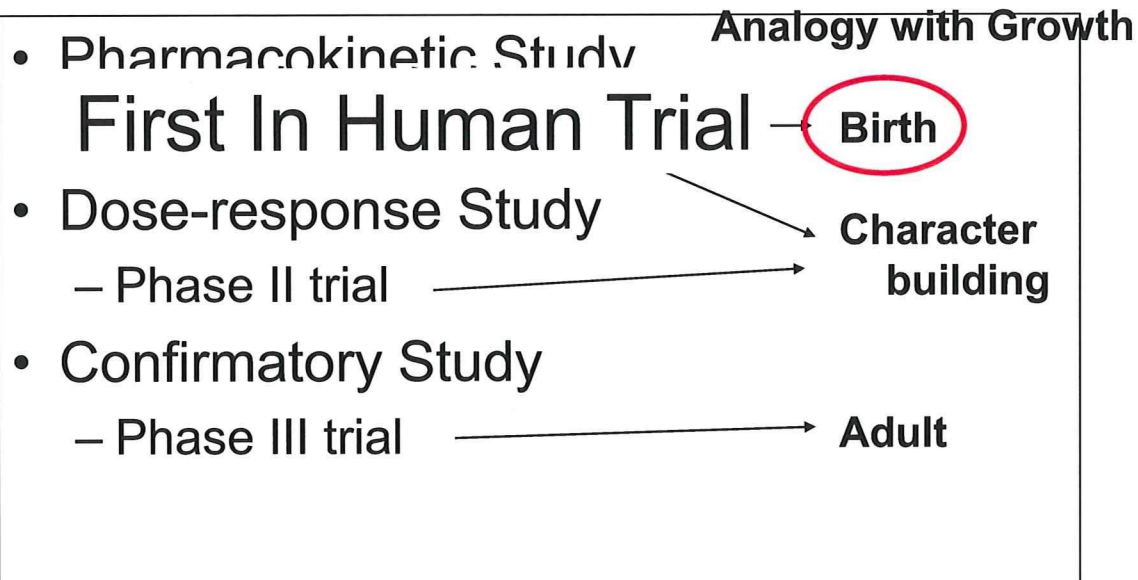 Analogy with Growth
• Pharmacokinetic Study
First In Human Trial
Birth
• Dose-response Study
Character
building
– Phase II trial
• Confirmatory Study
– Phase III trial
Adult